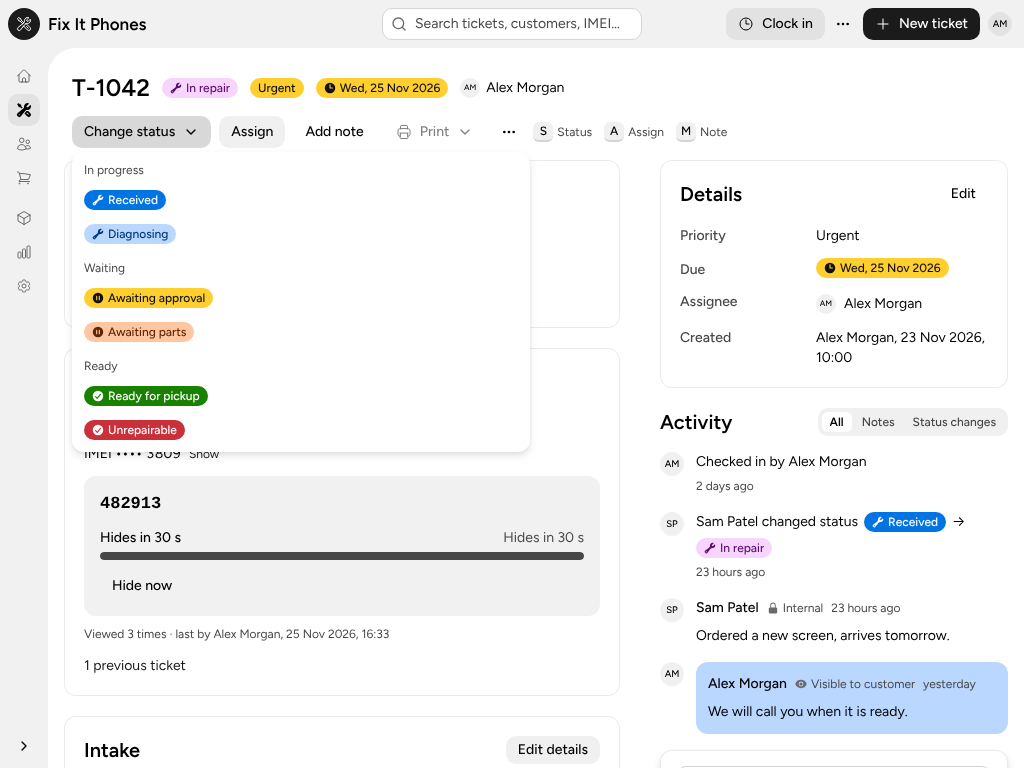 Fix It Phones
Search tickets, customers, IMEI...
Clock in
New ticket
AM
T-1042
In repair
Urgent
Wed, 25 Nov 2026
AM
Alex Morgan
Change status
Assign
Add note
Print
S Status
A Assign
M Note
In progress
Received
Diagnosing
Waiting
Awaiting approval
Awaiting parts
Ready
Ready for pickup
Unrepairable
IMEI •••• 3809 Show
482913
Hides in 30 s
Hides in 30 s
Hide now
Viewed 3 times · last by Alex Morgan, 25 Nov 2026, 16:33
1 previous ticket
Intake
Edit details
Details
Edit
Priority
Urgent
Due
Wed, 25 Nov 2026
Assignee
AM Alex Morgan
Created
Alex Morgan, 23 Nov 2026,
10:00
Activity
All
Notes
Status changes
AM
Checked in by Alex Morgan
2 days ago
SP
Sam Patel changed status Received →
In repair
23 hours ago
SP
Sam Patel Internal 23 hours ago
Ordered a new screen, arrives tomorrow.
AM
Alex Morgan Visible to customer yesterday
We will call you when it is ready.